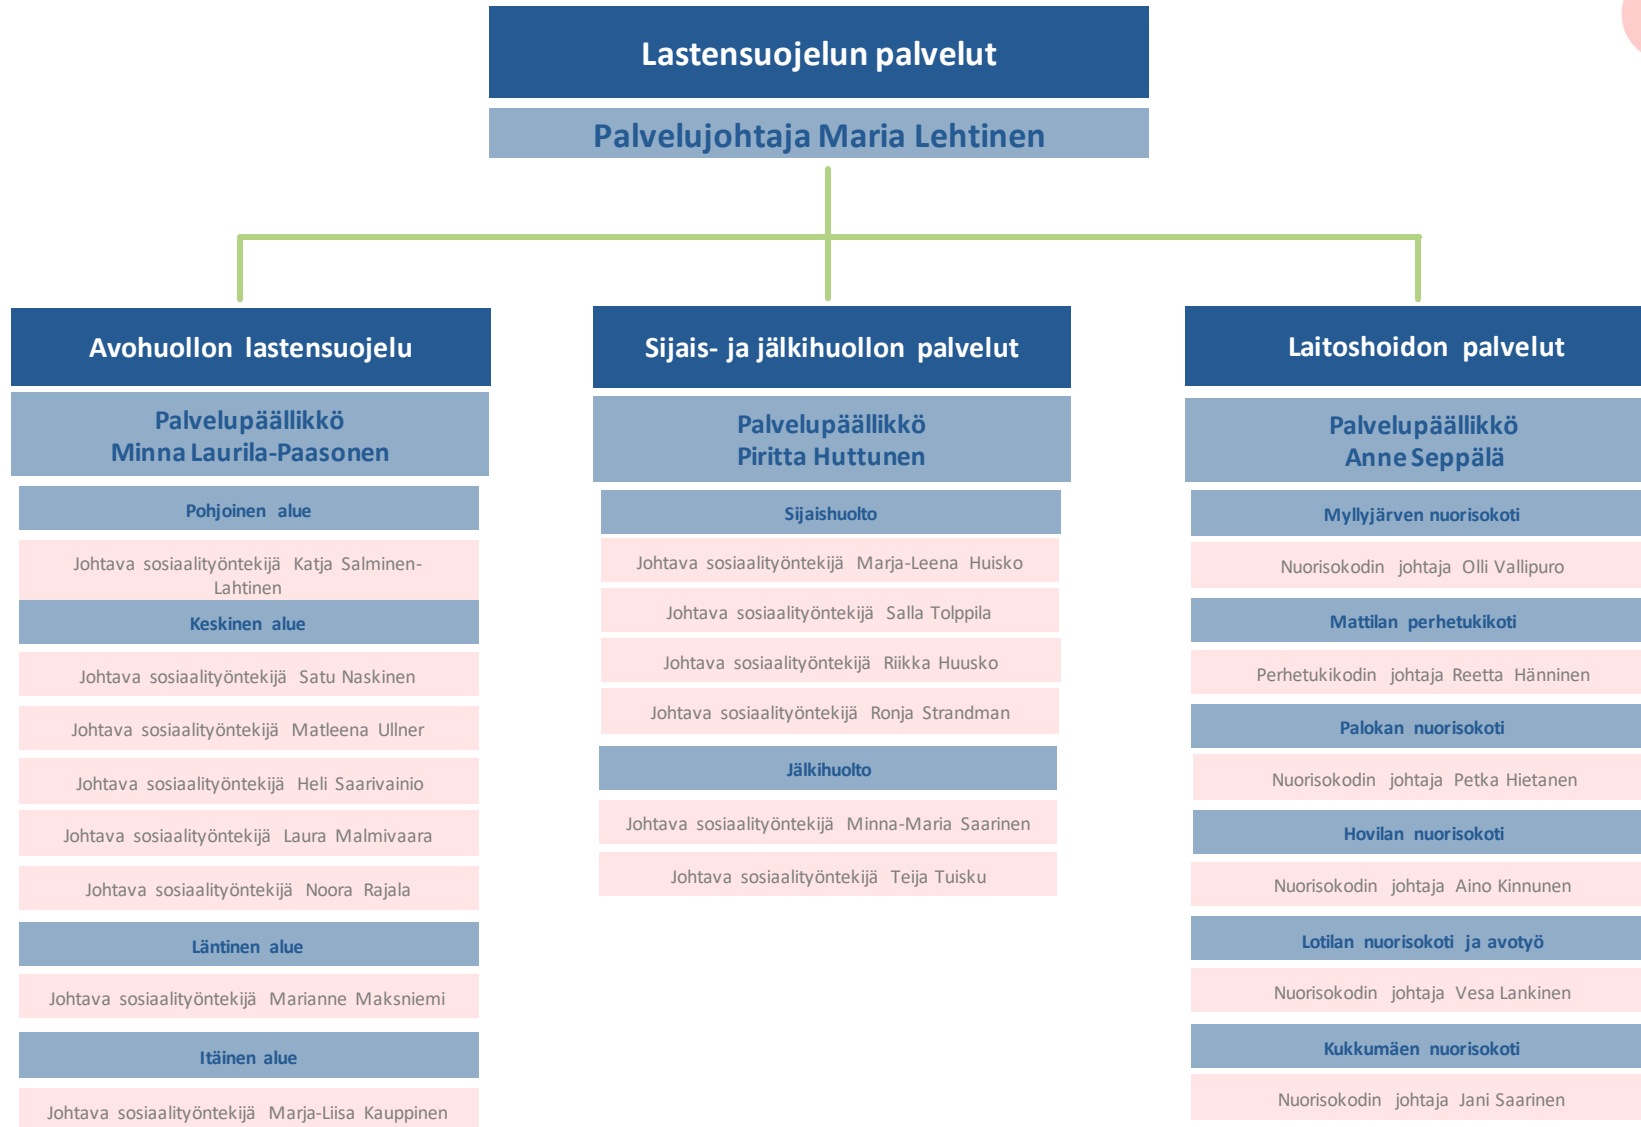 Lastensuojelun palvelut
Palvelujohtaja Maria Lehtinen
Avohuollon lastensuojelu
Palvelupäällikkö
Minna Laurila-Paasonen
Pohjoinen alue
Johtava sosiaalityöntekijä Katja Salminen-
Lahtinen
Keskinen alue
Johtava sosiaalityöntekijä Satu Naskinen
Johtava sosiaalityöntekijä Matleena Ullner
Johtava sosiaalityöntekijä Heli Saarivainio
Johtava sosiaalityöntekijä Laura Malmivaara
Johtava sosiaalityöntekijä Noora Rajala
Läntinen alue
Johtava sosiaalityöntekijä Marianne Maksniemi
Itäinen alue
Johtava sosiaalityöntekijä Marja-Liisa Kauppinen
Sijais- ja jälkihuollon palvelut
Palvelupäällikkö
Piritta Huttunen
Sijaishuolto
Johtava sosiaalityöntekijä Marja-Leena Huisko
Johtava sosiaalityöntekijä Salla Tolppila
Johtava sosiaalityöntekijä Riikka Huusko
Johtava sosiaalityöntekijä Ronja Strandman
Jälkihuolto
Johtava sosiaalityöntekijä Minna-Maria Saarinen
Johtava sosiaalityöntekijä Teija Tuisku
Laitoshoidon palvelut
Palvelupäällikkö
Anne Seppälä
Myllyjärven nuorisokoti
Nuorisokodin johtaja Olli Vallipuro
Mattilan perhetukikoti
Perhetukikodin johtaja Reetta Hänninen
Palokan nuorisokoti
Nuorisokodin johtaja Petka Hietanen
Hovilan nuorisokoti
Nuorisokodin johtaja Aino Kinnunen
Lotilan nuorisokoti ja avotyö
Nuorisokodin johtaja Vesa Lankinen
Kukkumäen nuorisokoti
Nuorisokodin johtaja Jani Saarinen